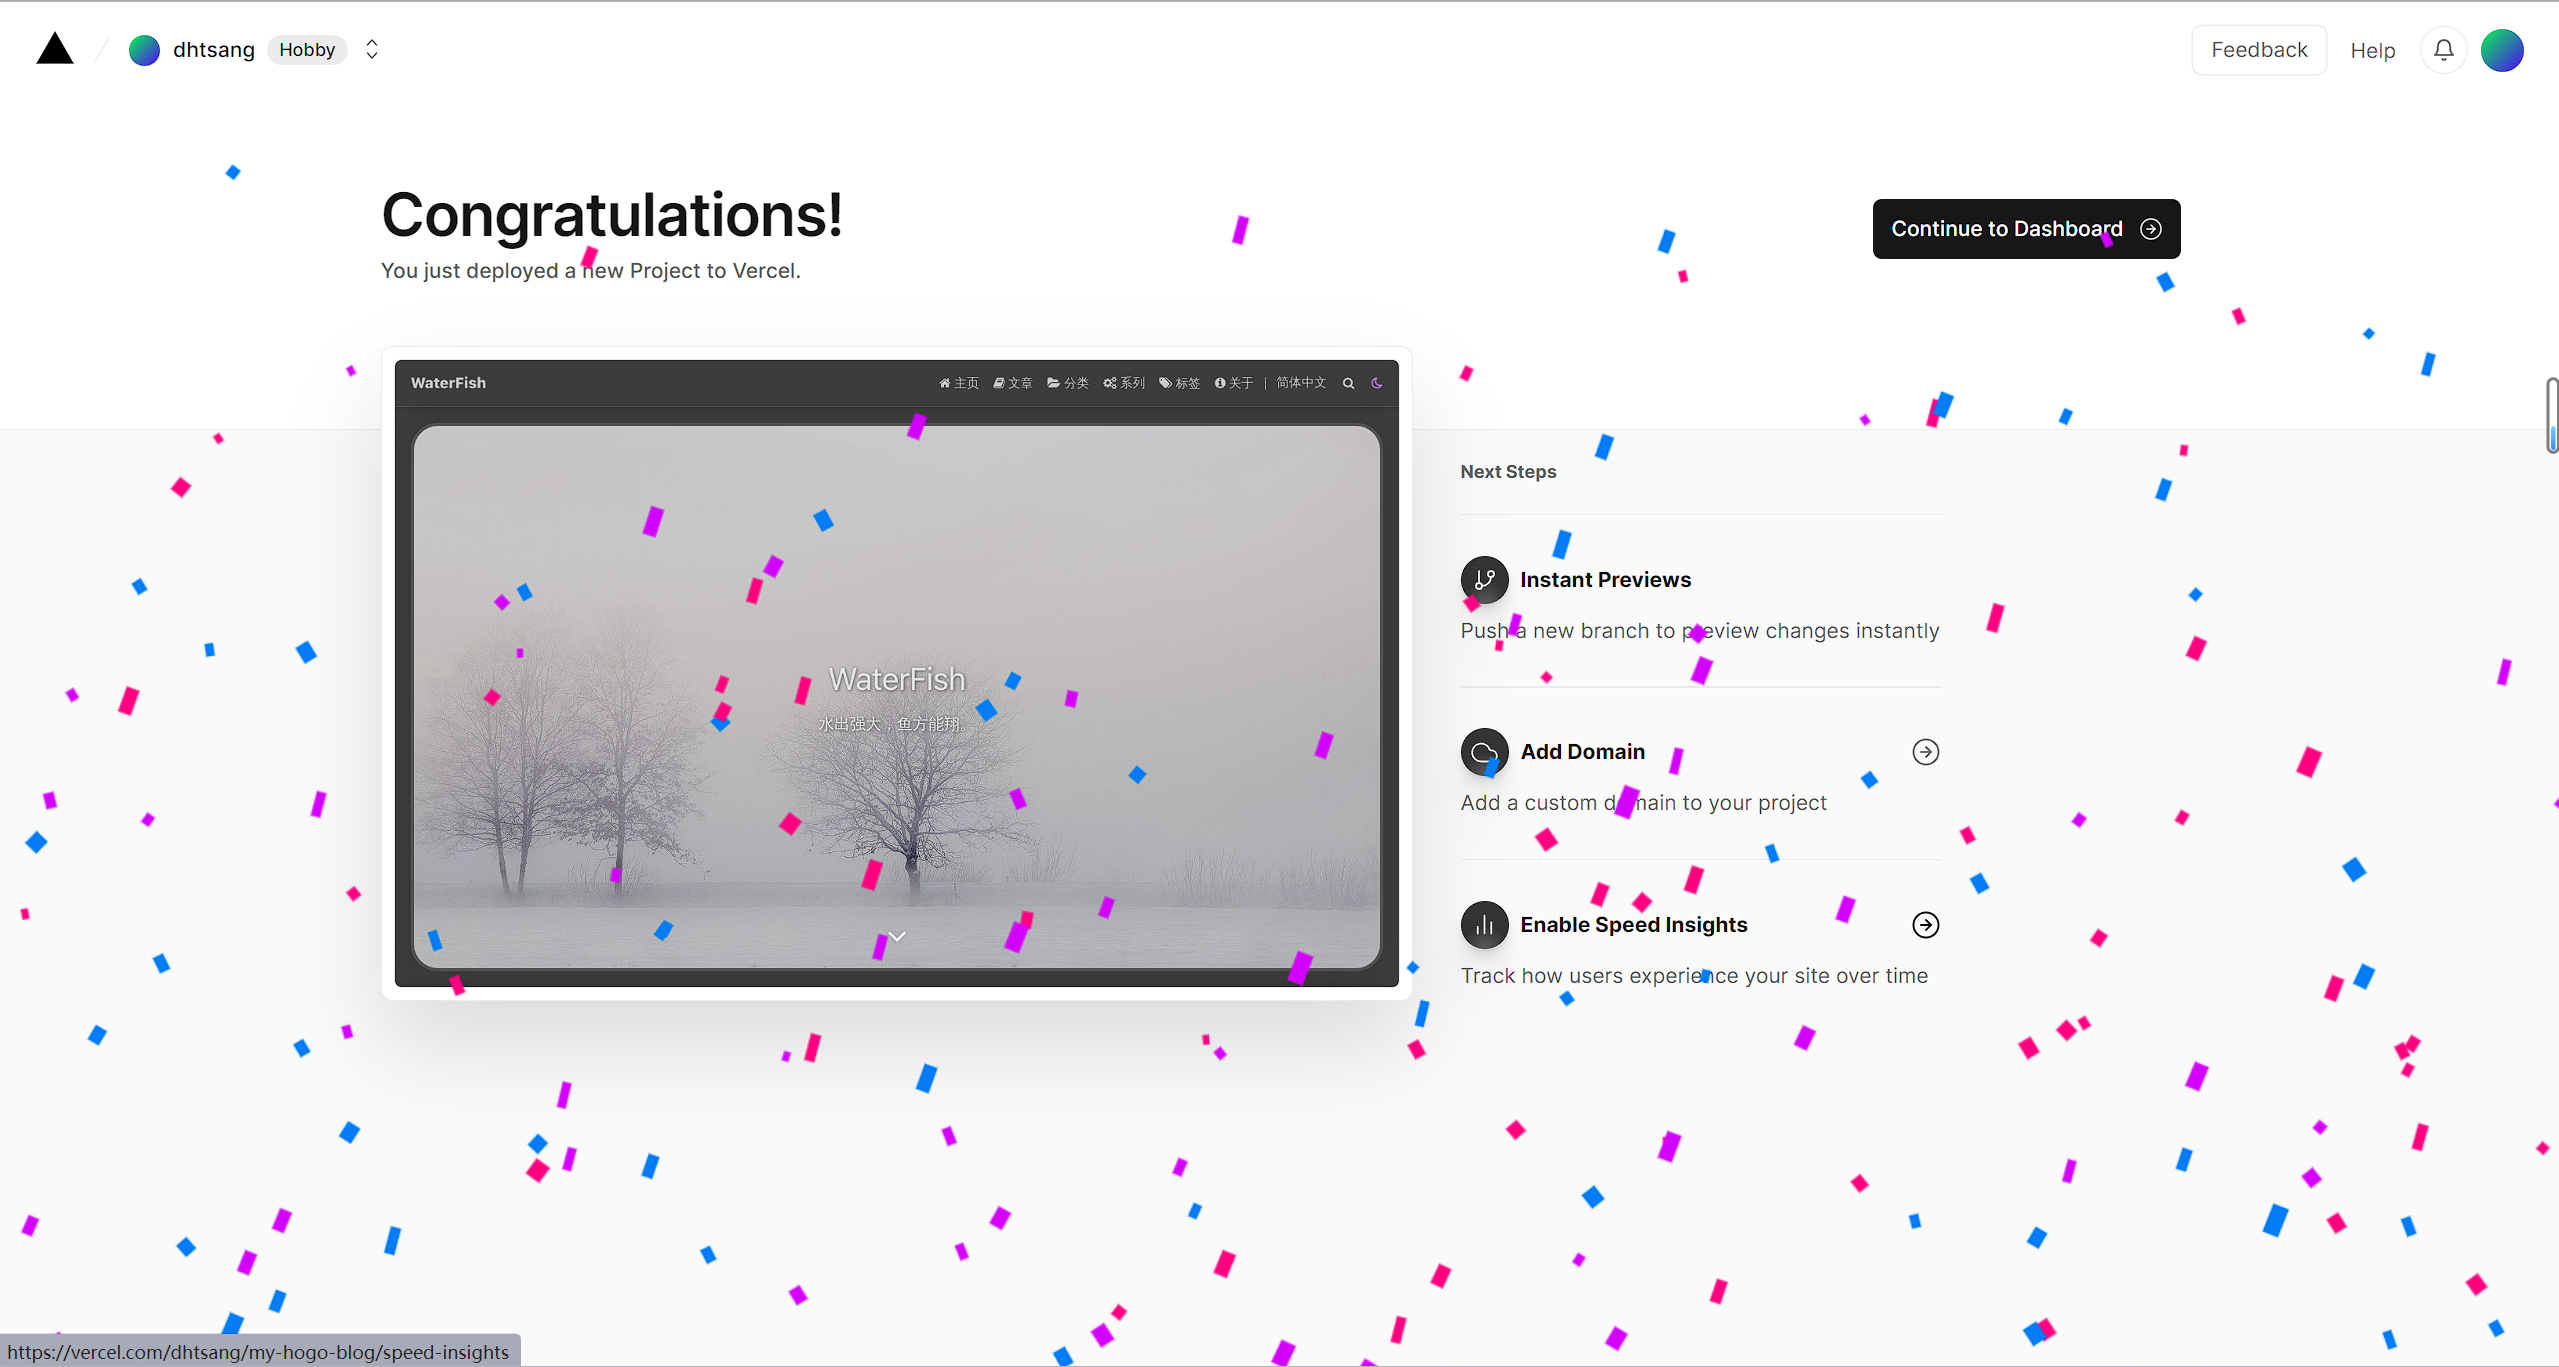 dhtsang Hobby
Feedback Help
Congratulations!
You just deployed a new Project to Vercel.
Continue to Dashboard
WaterFish
主页 文章 分类 系列 标签 关于 | 简体中文
WaterFish
水出强大，鱼方能翔。
Next Steps
Instant Previews
Push a new branch to preview changes instantly
Add Domain
Add a custom domain to your project
Enable Speed Insights
Track how users experience your site over time
https://vercel.com/dhtsang/my-hogo-blog/speed-insights